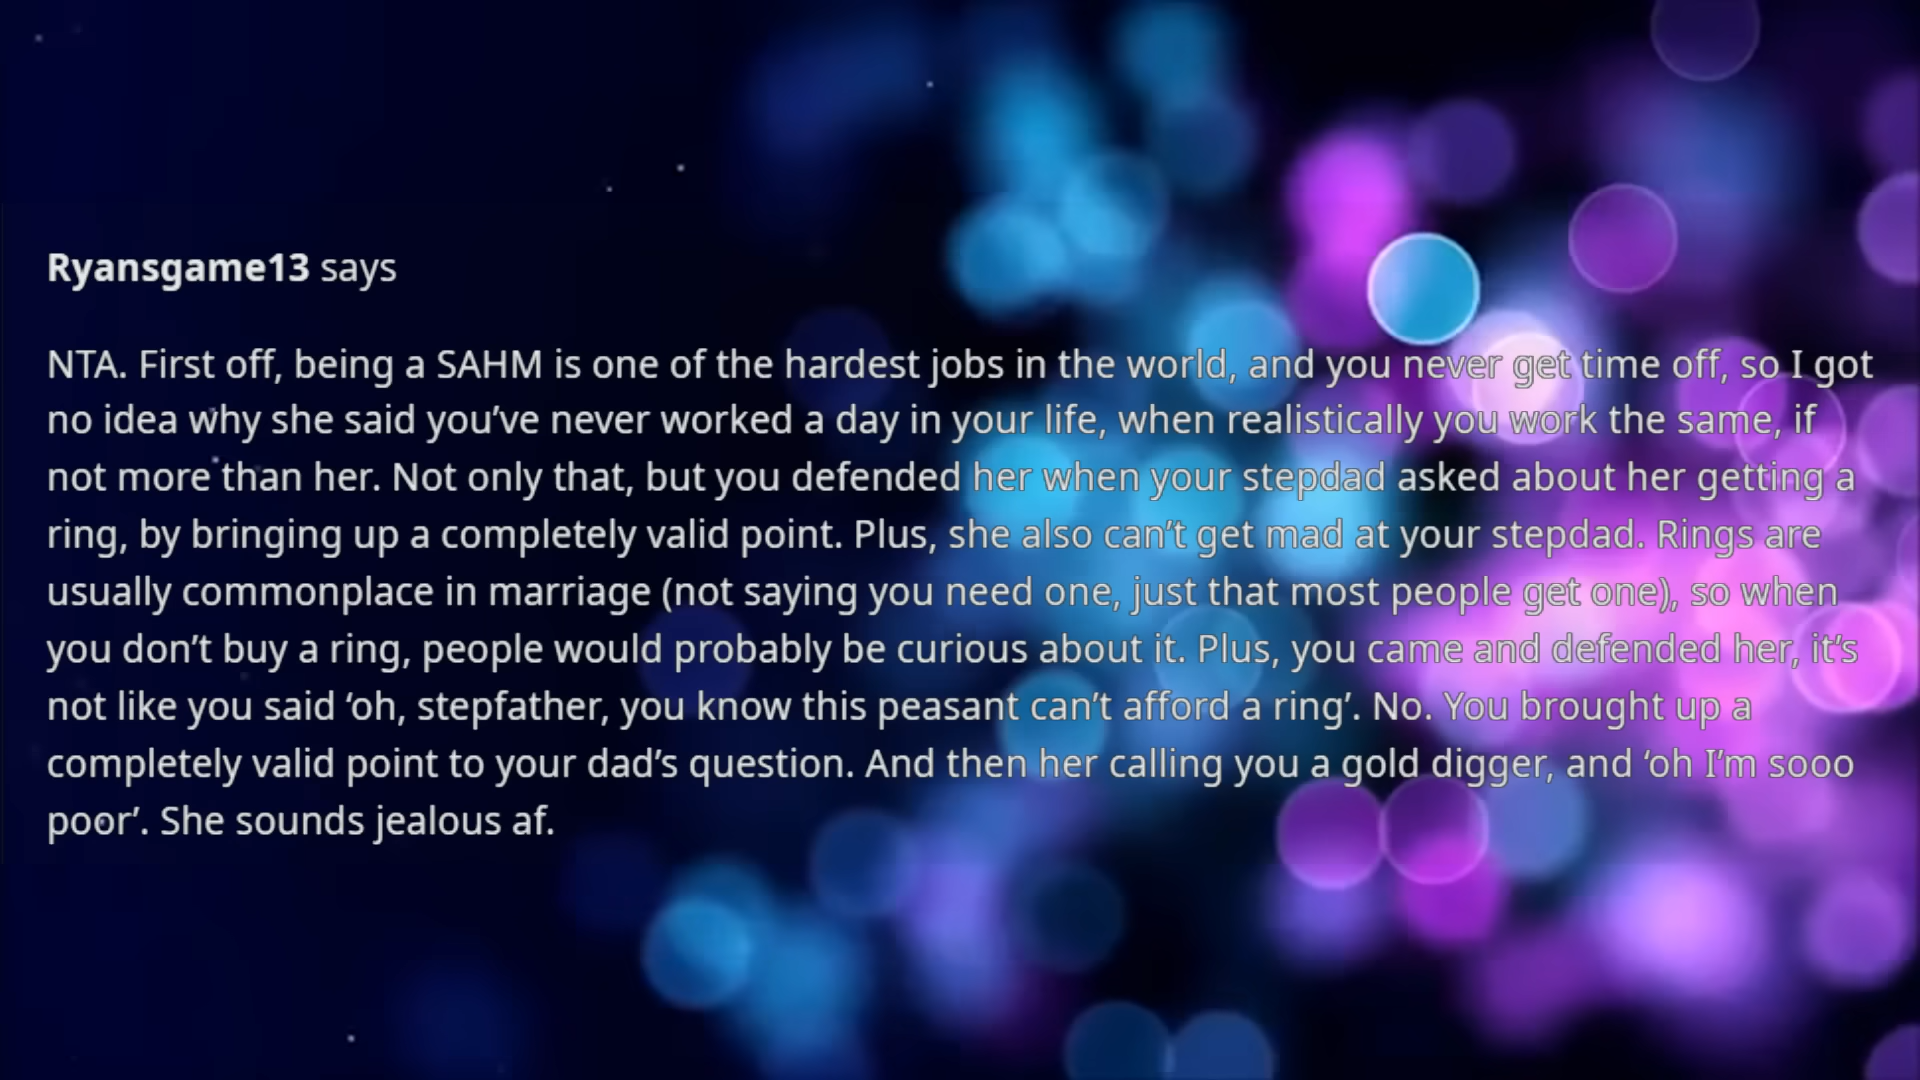 Ryansgame13 says
NTA. First off, being a SAHM is one of the hardest jobs in the world, and you never get time off, so I got
no idea why she said you’ve never worked a day in your life, when realistically you work the same, if
not more than her. Not only that, but you defended her when your stepdad asked about her getting a
ring, by bringing up a completely valid point. Plus, she also can’t get mad at your stepdad. Rings are
usually commonplace in marriage (not saying you need one, just that most people get one), so when
you don’t buy a ring, people would probably be curious about it. Plus, you came and defended her, it’s
not like you said ‘oh, stepfather, you know this peasant can’t afford a ring’. No. You brought up a
completely valid point to your dad’s question. And then her calling you a gold digger, and ‘oh I’m sooo
poor’. She sounds jealous af.